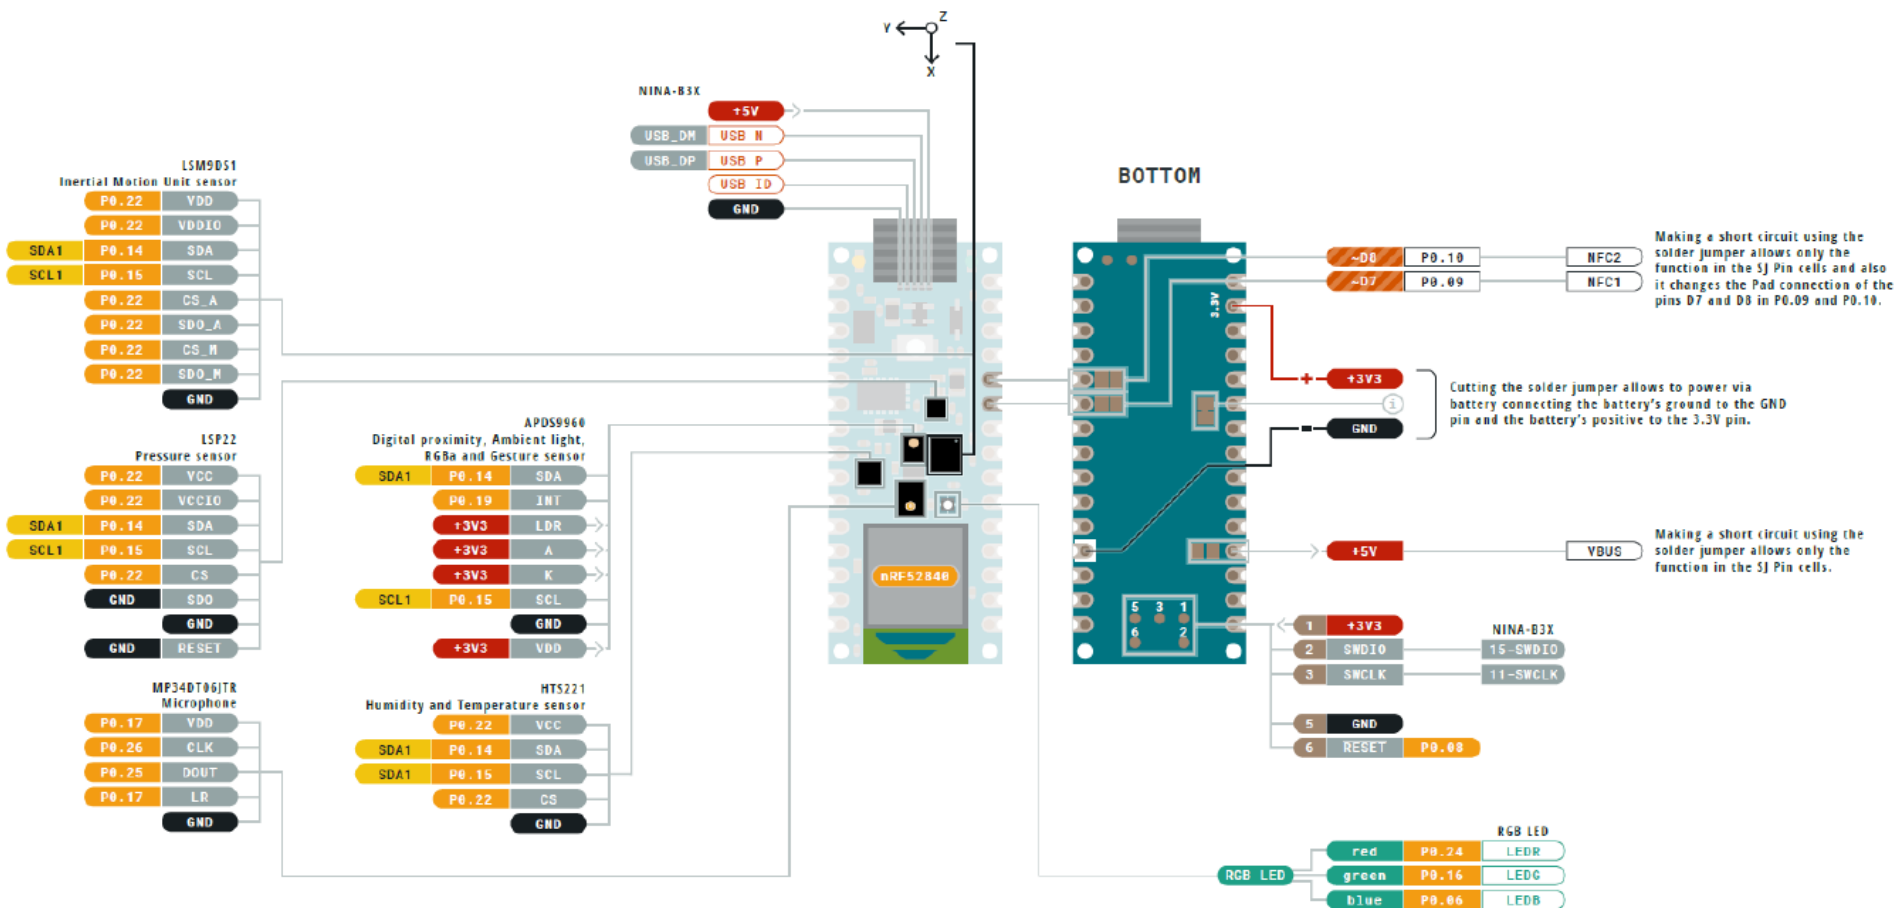 Z
Y
X
NINA-B3X
+5V
USB_DM USB N
USB_DP USB P
USB ID
GND
LSM9DS1
Inertial Motion Unit sensor
P0.22 VDD
P0.22 VDDIO
SDA1 P0.14 SDA
SCL1 P0.15 SCL
P0.22 CS_A
P0.22 SDO_A
P0.22 CS_M
P0.22 SDO_M
GND
LSP22
Pressure sensor
P0.22 VCC
P0.22 VCCIO
SDA1 P0.14 SDA
SCL1 P0.15 SCL
P0.22 CS
GND SDO
GND
GND RESET
MP34DT06JTR
Microphone
P0.17 VDD
P0.26 CLK
P0.25 DOUT
P0.17 LR
GND
APDS9960
Digital proximity, Ambient light,
RGBa and Gesture sensor
SDA1 P0.14 SDA
P0.19 INT
+3V3 LDR
+3V3 A
+3V3 K
SCL1 P0.15 SCL
GND
+3V3 VDD
HTS221
Humidity and Temperature sensor
P0.22 VCC
SDA1 P0.14 SDA
SDA1 P0.15 SCL
P0.22 CS
GND
nRF52840
BOTTOM
3.3V
5 3 1
6 2
~D8 P0.10 NFC2
~D7 P0.09 NFC1
Making a short circuit using the
solder jumper allows only the
function in the SJ Pin cells and also
it changes the Pad connection of the
pins D7 and D8 in P0.09 and P0.10.
+ +3V3
i
- GND
Cutting the solder jumper allows to power via
battery connecting the battery's ground to the GND
pin and the battery's positive to the 3.3V pin.
+5V VBUS
Making a short circuit using the
solder jumper allows only the
function in the SJ Pin cells.
NINA-B3X
1 +3V3
2 SWDIO 15-SWDIO
3 SWCLK 11-SWCLK
5 GND
6 RESET P0.08
RGB LED
RGB LED
red P0.24 LEDR
green P0.16 LEDG
blue P0.06 LEDB